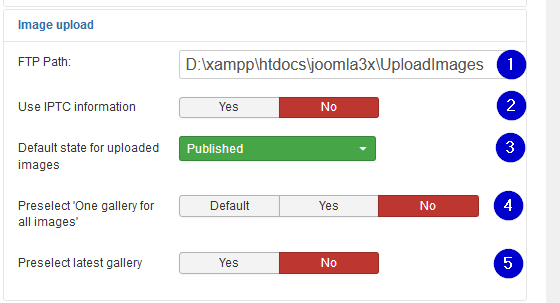 Image upload
FTP Path:
D:\xampp\htdocs\joomla3x\UploadImages
1
Use IPTC information
Yes
No
2
Default state for uploaded
images
Published
3
Preselect 'One gallery for
all images'
Default
Yes
No
4
Preselect latest gallery
Yes
No
5